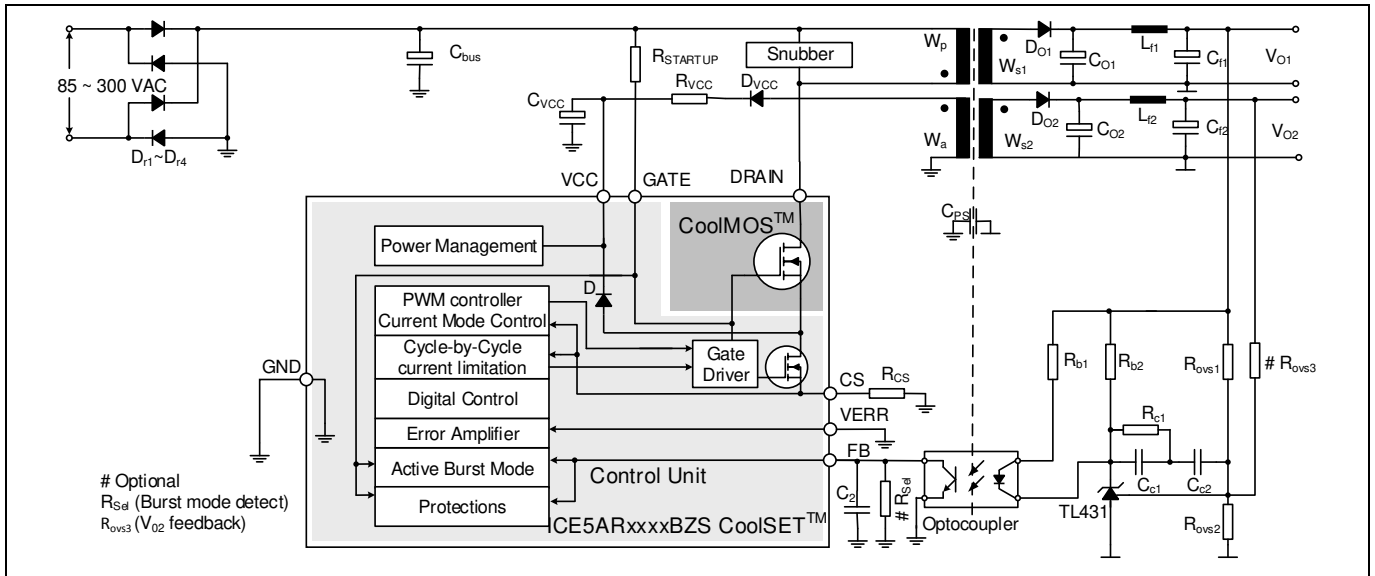 85 ~ 300 VAC
Dr1~Dr4
Cbus
RSTARTUP
Snubber
RVCC
DVCC
CVCC
Wp
Wa
Ws1
Ws2
DO1
CO1
Lf1
Cf1
VO1
DO2
CO2
Lf2
Cf2
VO2
VCC
GATE
DRAIN
CPS
CoolMOS™
Power Management
D
PWM controller
Current Mode Control
Cycle-by-Cycle
current limitation
Digital Control
Error Amplifier
Active Burst Mode
Protections
Gate
Driver
GND
CS
RCS
VERR
FB
Control Unit
ICE5ARxxxxBZS CoolSET™
C2
# RSel
Optocoupler
Rb1
Rb2
Rovs1
# Rovs3
Rc1
Cc1
Cc2
TL431
Rovs2
# Optional
RSel (Burst mode detect)
Rovs3 (V02 feedback)